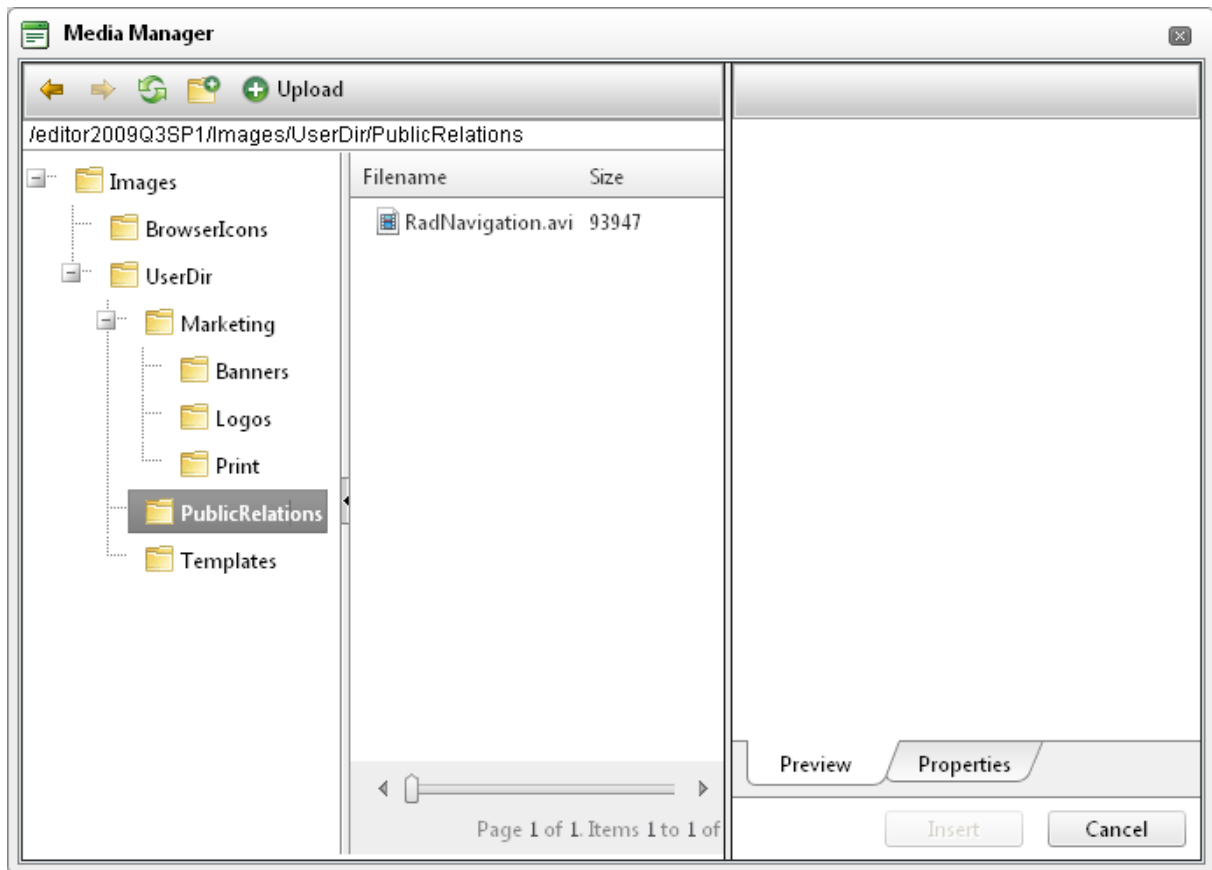 Media Manager
Upload
/editor2009Q3SP1/Images/UserDir/PublicRelations
Images
BrowserIcons
UserDir
Marketing
Banners
Logos
Print
PublicRelations
Templates
Filename Size
RadNavigation.avi 93947
Page 1 of 1. Items 1 to 1 of
Preview Properties
Insert Cancel